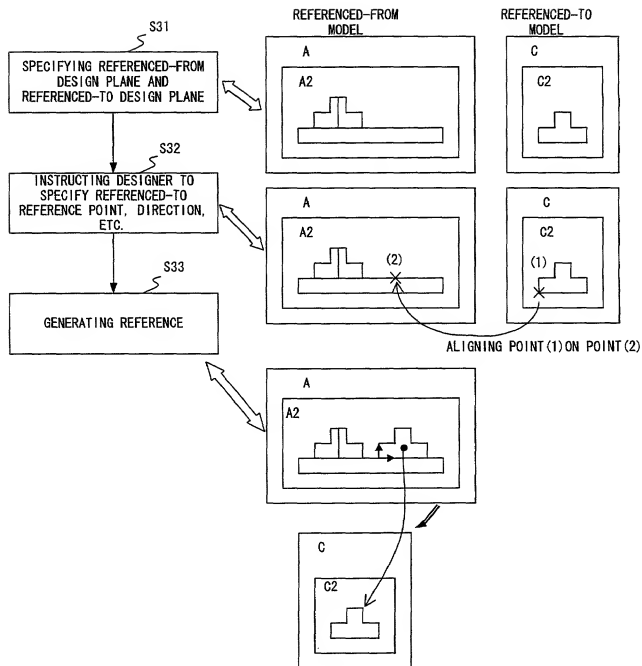 REFERENCED-FROM
MODEL
REFERENCED-TO
MODEL
S31
SPECIFYING REFERENCED-FROM
DESIGN PLANE AND
REFERENCED-TO DESIGN PLANE
A
A2
C
C2
S32
INSTRUCTING DESIGNER TO
SPECIFY REFERENCED-TO
REFERENCE POINT, DIRECTION,
ETC.
A
A2
(2)
C
C2
(1)
S33
GENERATING REFERENCE
ALIGNING POINT(1)ON POINT(2)
A
A2
C
C2